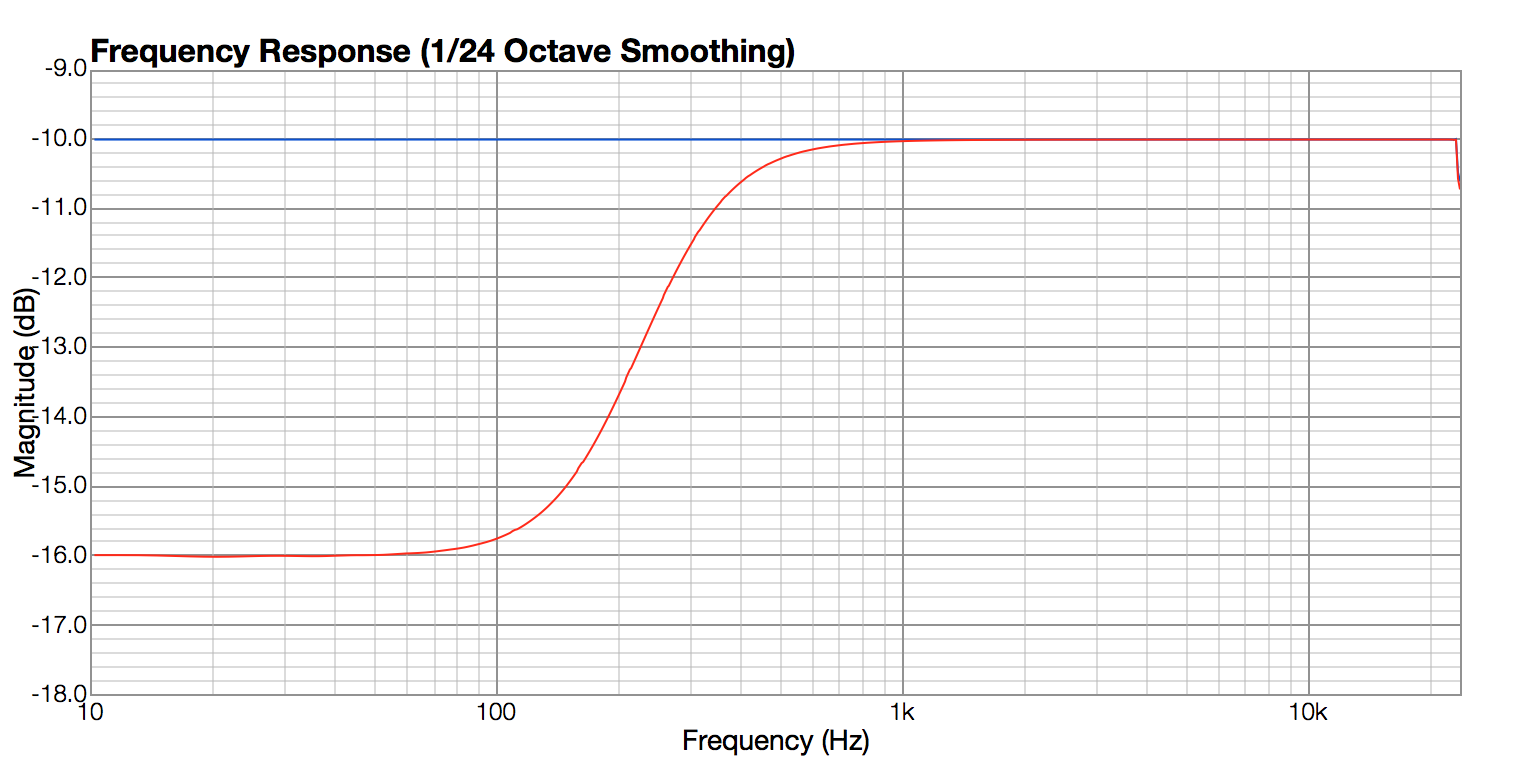 Frequency Response (1/24 Octave Smoothing)
-9.0
-10.0
-11.0
-12.0
-13.0
-14.0
-15.0
-16.0
-17.0
-18.0
Magnitude (dB)
10 100 1k 10k
Frequency (Hz)